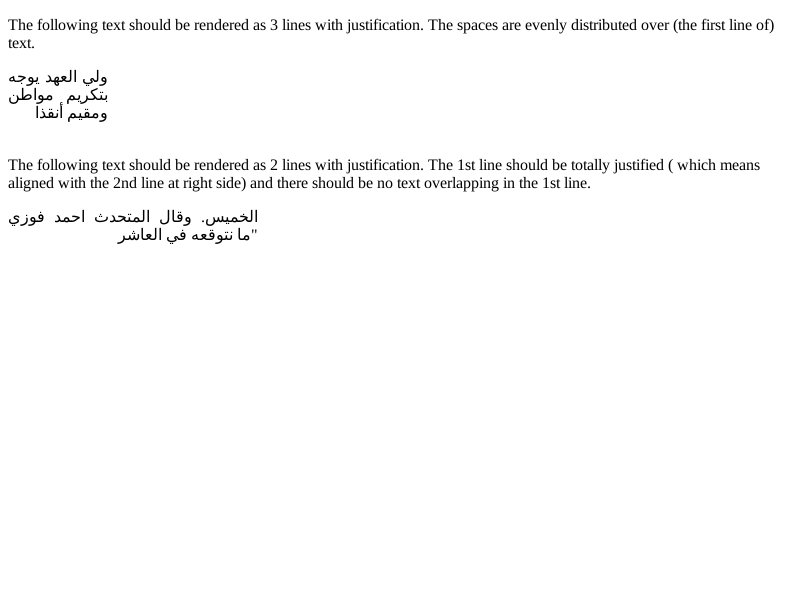 The following text should be rendered as 3 lines with justification. The spaces are evenly distributed over (the first line of)
text.
ولي العهد يوجه
بتكريم مواطن
ومقيم أنقذا
The following text should be rendered as 2 lines with justification. The 1st line should be totally justified ( which means
aligned with the 2nd line at right side) and there should be no text overlapping in the 1st line.
الخميس. وقال المتحدث احمد فوزي
"ما نتوقعه في العاشر